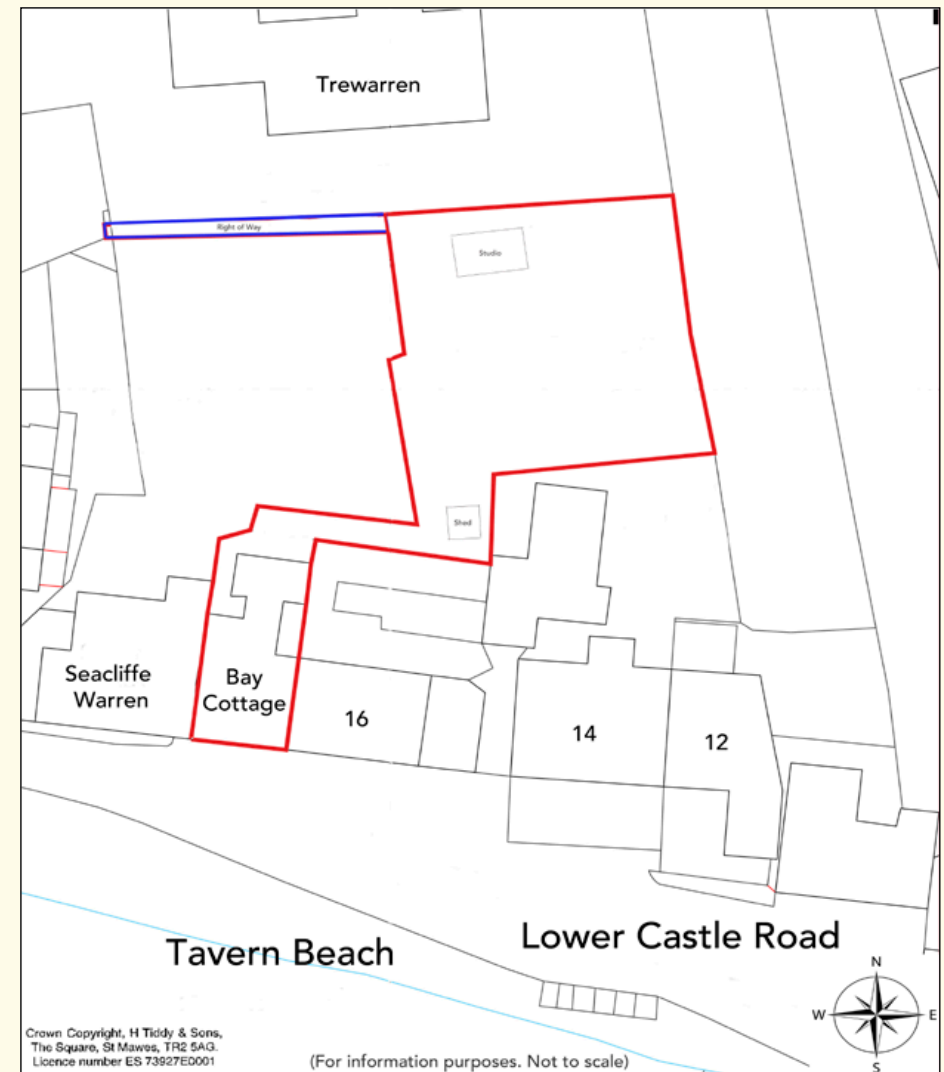 Trewarren
Right of Way
Studio
Shed
Seacliffe
Warren
Bay
Cottage
16
14
12
Lower Castle Road
Tavern Beach
N
W
E
S
Crown Copyright, H Tiddy & Sons,
The Square, St Mawes, TR2 5AG.
Licence number ES 73927E0001
(For information purposes. Not to scale)